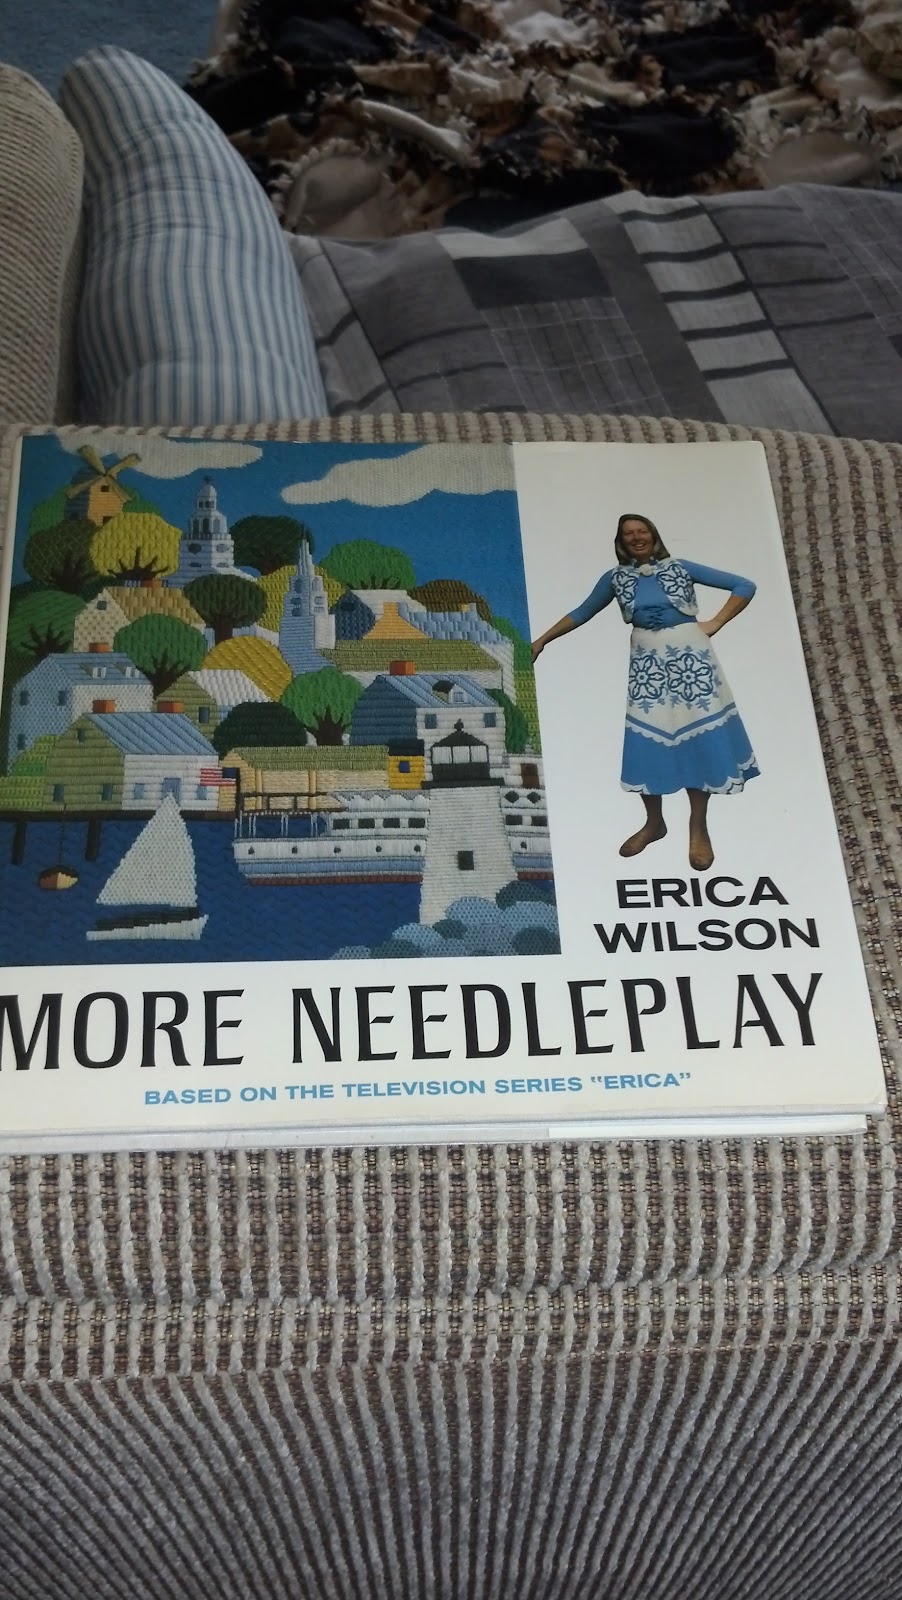 ERICA
WILSON
MORE NEEDLEPLAY
BASED ON THE TELEVISION SERIES "ERICA"